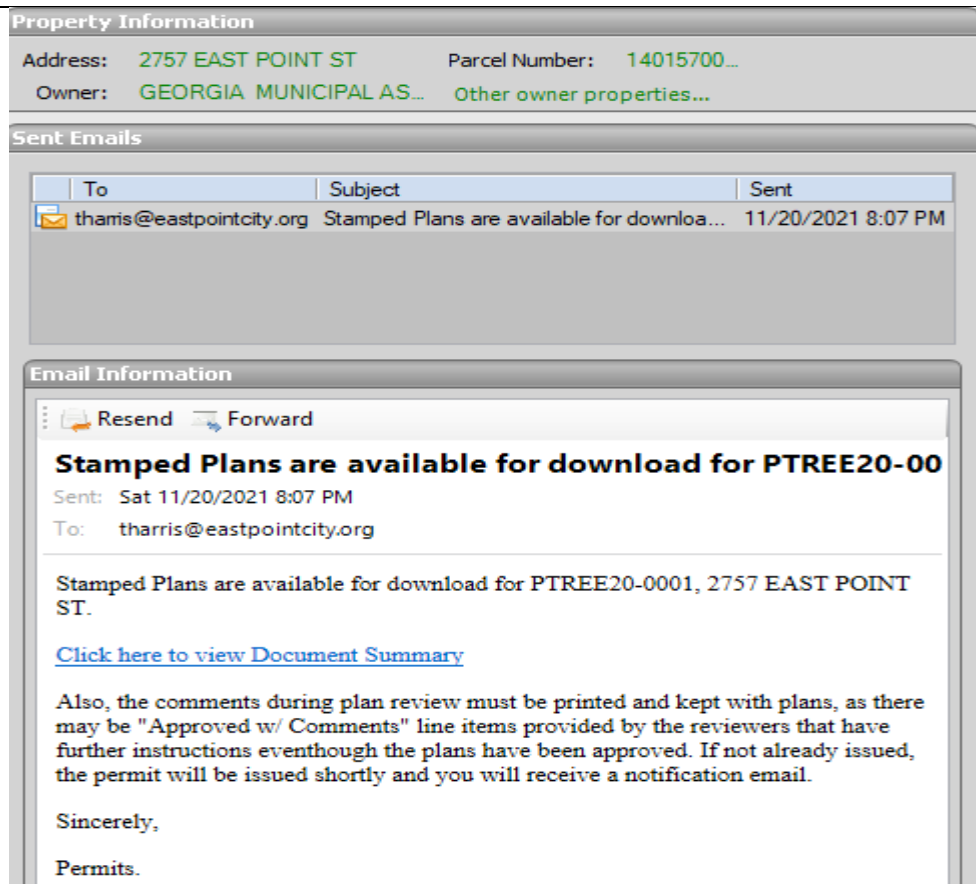 Property Information
Address: 2757 EAST POINT ST Parcel Number: 14015700...
Owner: GEORGIA MUNICIPAL AS... Other owner properties...
Sent Emails
To Subject Sent
tharris@eastpointcity.org Stamped Plans are available for downloa... 11/20/2021 8:07 PM
Email Information
Resend Forward
Stamped Plans are available for download for PTREE20-00
Sent: Sat 11/20/2021 8:07 PM
To: tharris@eastpointcity.org
Stamped Plans are available for download for PTREE20-0001, 2757 EAST POINT
ST.
Click here to view Document Summary
Also, the comments during plan review must be printed and kept with plans, as there
may be "Approved w/ Comments" line items provided by the reviewers that have
further instructions eventhough the plans have been approved. If not already issued,
the permit will be issued shortly and you will receive a notification email.
Sincerely,
Permits.